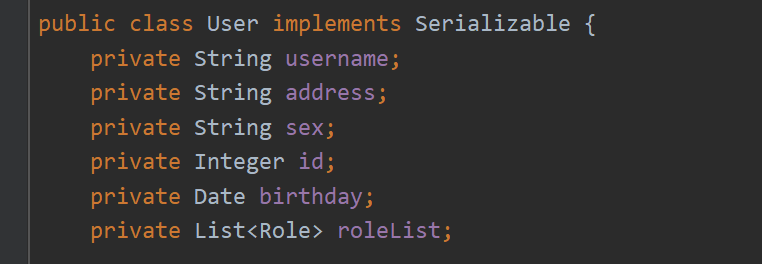 public class User implements Serializable {
    private String username;
    private String address;
    private String sex;
    private Integer id;
    private Date birthday;
    private List<Role> roleList;